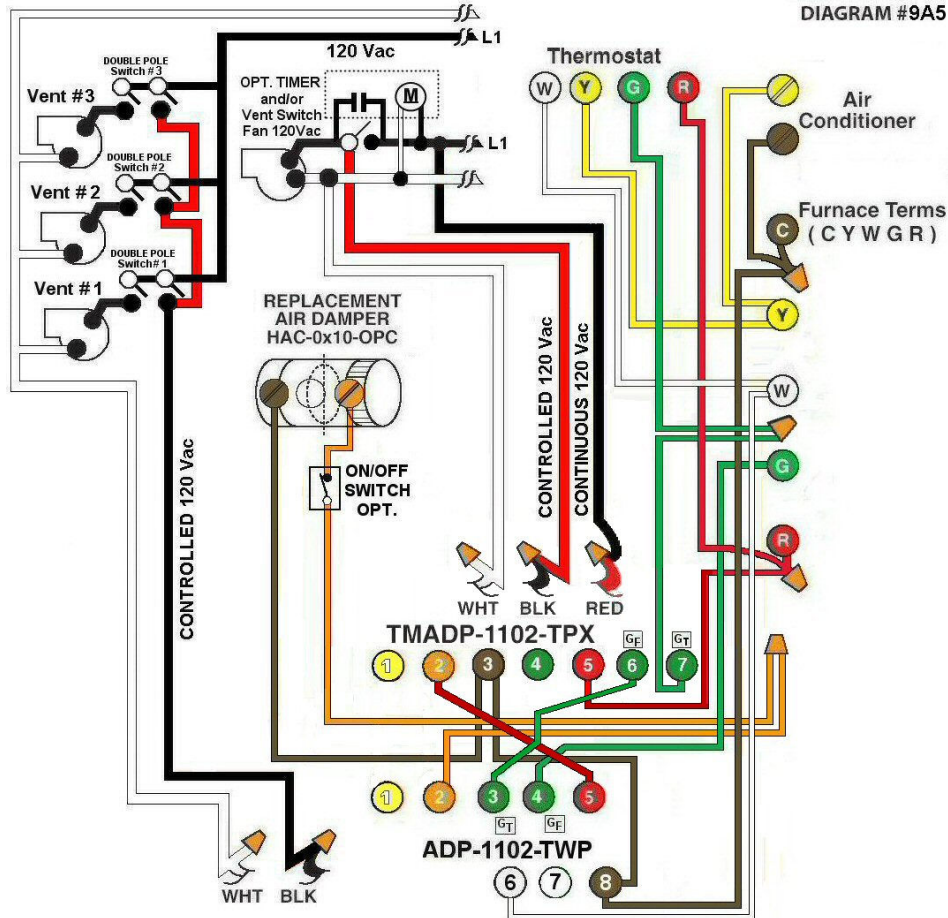 DIAGRAM #9A5
L1
120 Vac
DOUBLE POLE
Switch #3
Vent #3
OPT. TIMER
and/or
Vent Switch
Fan 120Vac
M
L1
Thermostat
W Y G R
Air
Conditioner
DOUBLE POLE
Switch #2
Vent #2
Furnace Terms
( C Y W G R )
C
DOUBLE POLE
Switch# 1
Vent #1
REPLACEMENT
AIR DAMPER
HAC-0x10-OPC
Y
W
G
R
ON/OFF
SWITCH
OPT.
CONTROLLED 120 Vac
CONTROLLED 120 Vac
CONTINUOUS 120 Vac
WHT BLK RED
TMADP-1102-TPX
GF GT
1 2 3 4 5 6 7
1 2 3 4 5
GT GF
ADP-1102-TWP
6 7 8
WHT BLK